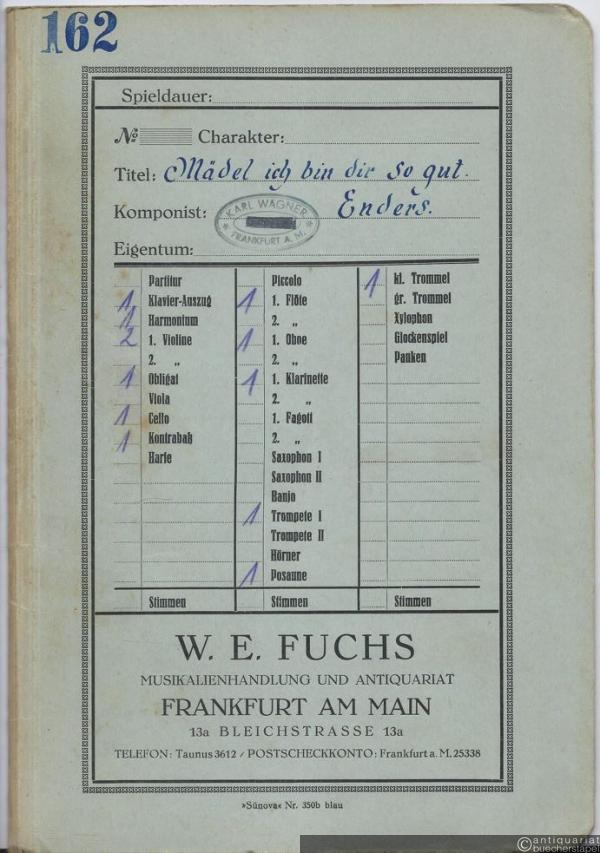 162
Spieldauer:
№ Charakter:
Titel: Mädel ich bin dir so gut.
Komponist: Enders.
KARL WAGNER
FRANKFURT A. M.
Eigentum:
Partitur
1 Klavier-Auszug
1 Harmonium
2 1. Violine
2. „
1 Obligat
Viola
1 Cello
1 Kontrabaß
Harfe
Stimmen
Piccolo
1 1. Flöte
2. „
1 1. Oboe
2. „
1 1. Klarinette
2. „
1. Fagott
2. „
Saxophon I
Saxophon II
Banjo
1 Trompete I
Trompete II
Hörner
1 Posaune
Stimmen
1 kl. Trommel
gr. Trommel
Xylophon
Glockenspiel
Pauken
Stimmen
W. E. FUCHS
MUSIKALIENHANDLUNG UND ANTIQUARIAT
FRANKFURT AM MAIN
13a BLEICHSTRASSE 13a
TELEFON: Taunus 3612 / POSTSCHECKKONTO: Frankfurt a. M. 25338
»Sünova« Nr. 350b blau
©antiquariat
buecherstapel